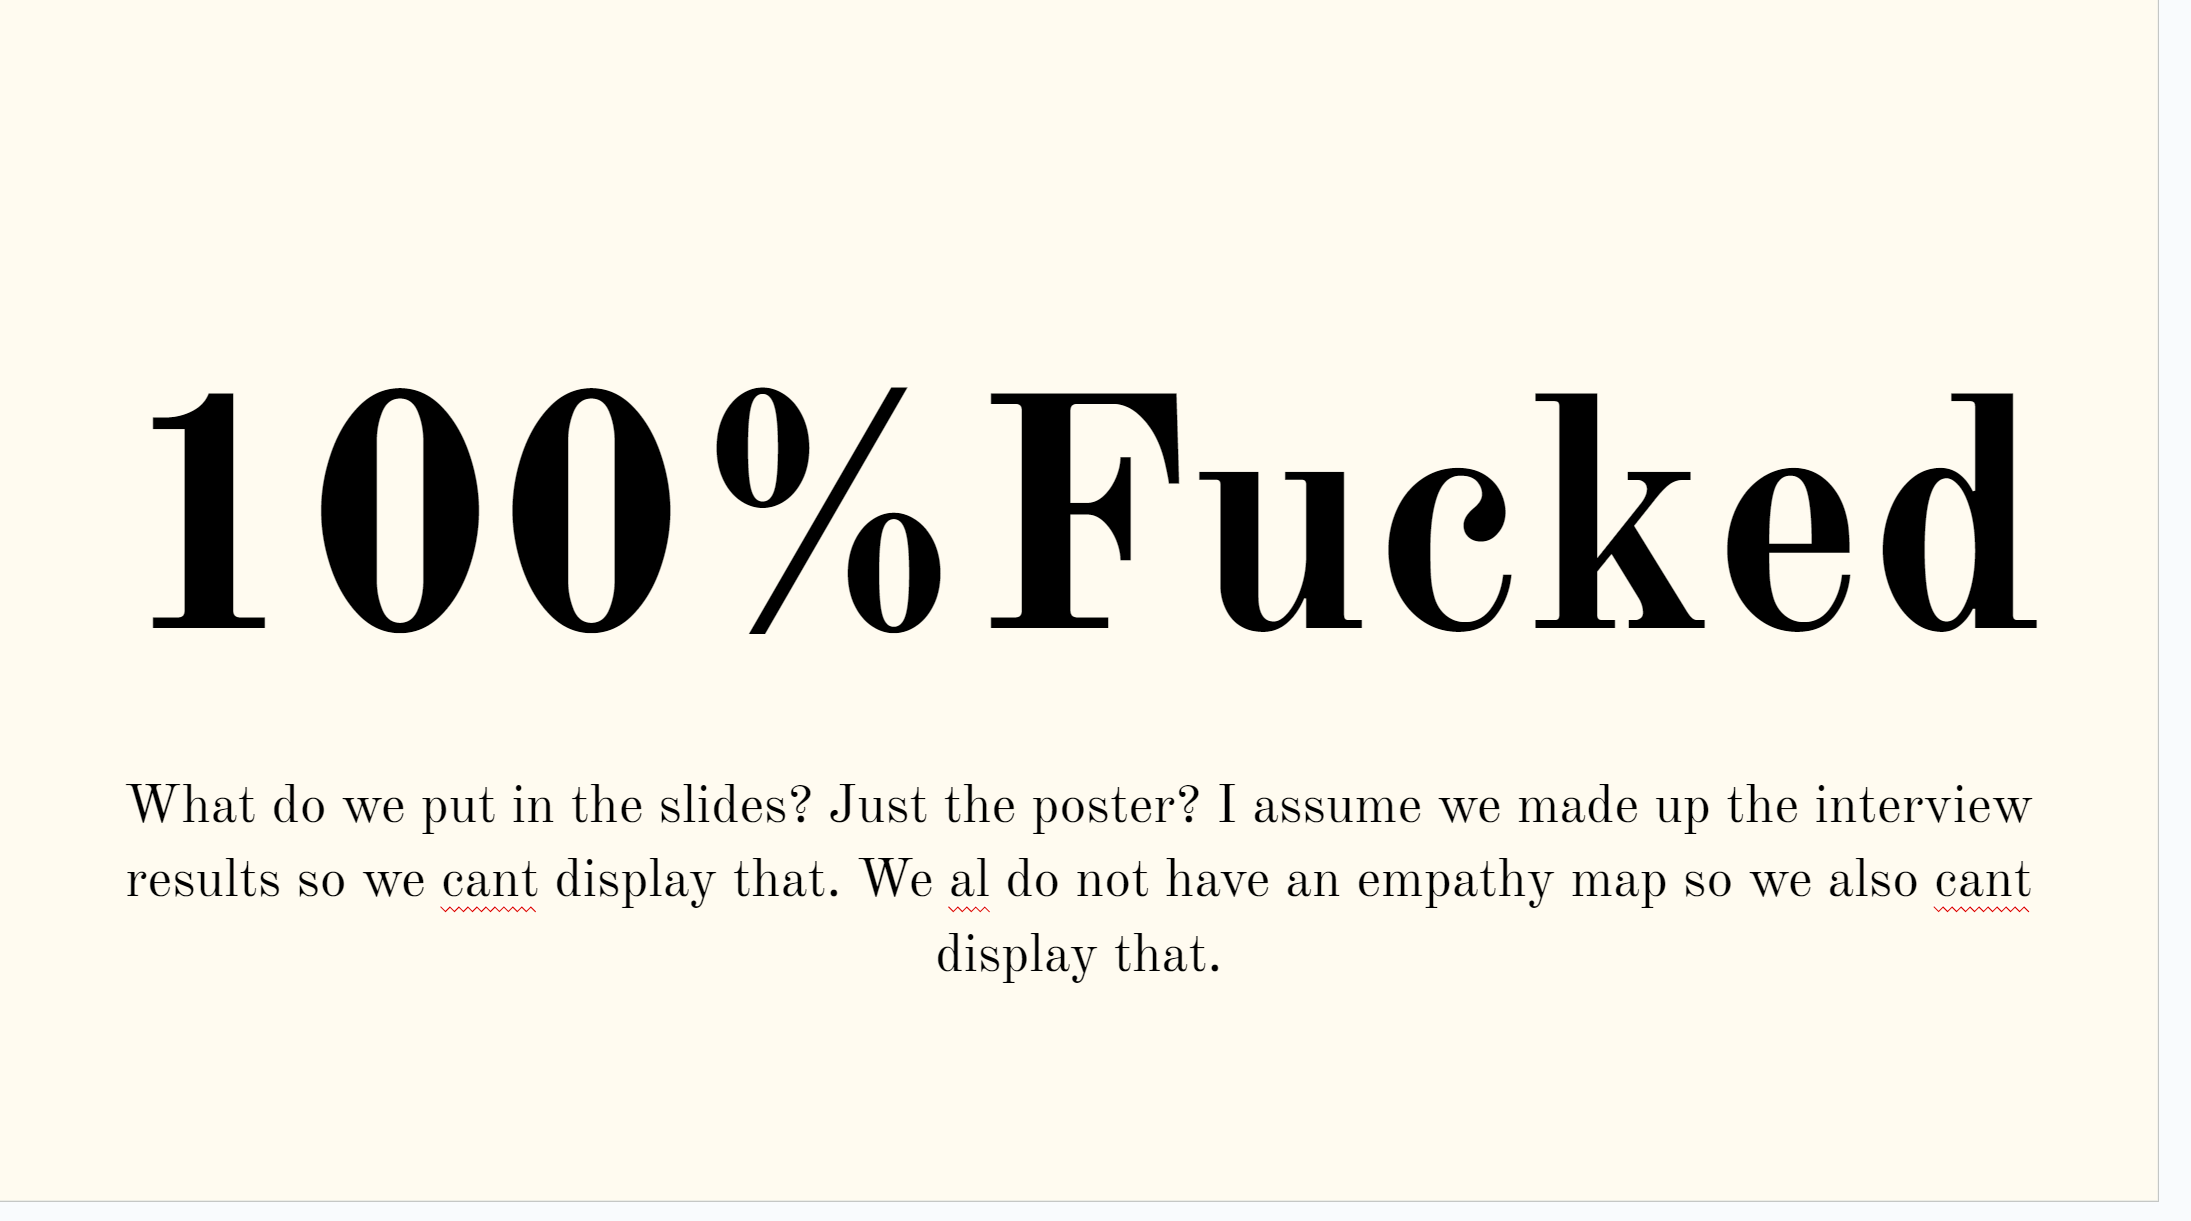 100%Fucked
What do we put in the slides? Just the poster? I assume we made up the interview
results so we cant display that. We al do not have an empathy map so we also cant
display that.